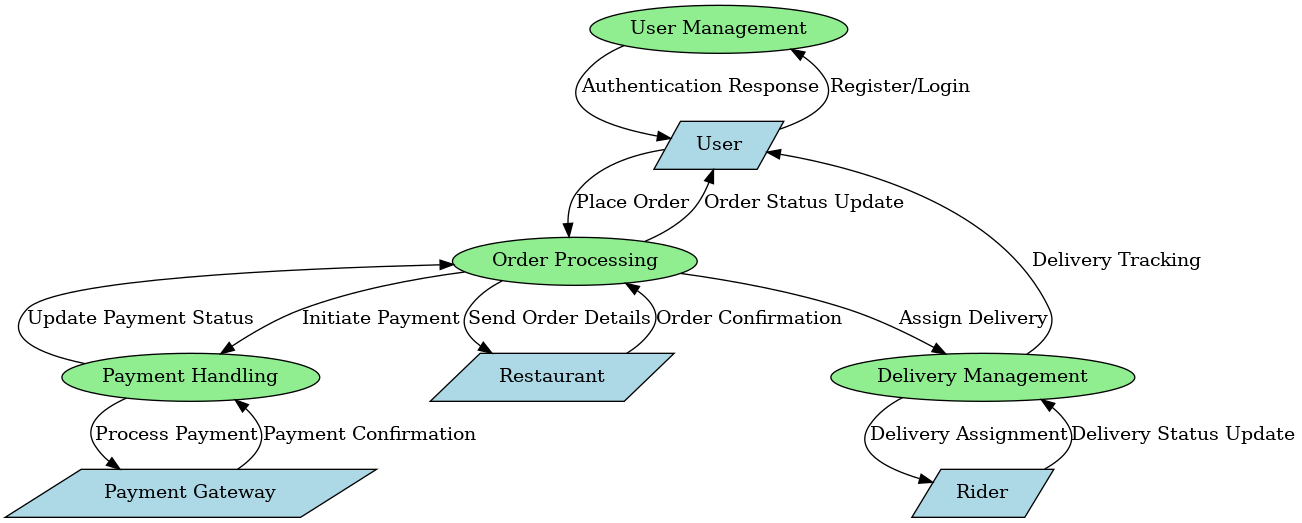 User Management
Authentication Response
Register/Login
User
Place Order
Order Status Update
Order Processing
Delivery Tracking
Update Payment Status
Initiate Payment
Send Order Details
Order Confirmation
Assign Delivery
Payment Handling
Restaurant
Delivery Management
Process Payment
Payment Confirmation
Delivery Assignment
Delivery Status Update
Payment Gateway
Rider